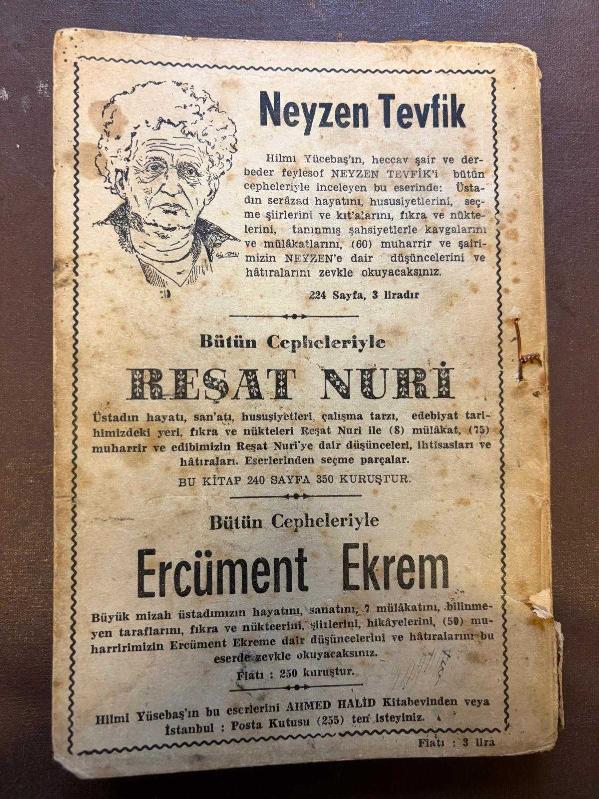 Neyzen Tevfik
Hilmi Yücebaş'ın, heccav şair ve der-
beder feylesof NEYZEN TEVFİK'i bütün
cepheleriyle inceleyen bu eserinde: Üsta-
dın serâzad hayatını, hususiyetlerini, seç-
me şiirlerini ve kıt'alarını, fıkra ve nükte-
lerini, tanınmış şahsiyetlerle kavgalarını
ve mülâkatlarını, (60) muharrir ve şairi-
mizin NEYZEN'e dair düşüncelerini ve
hâtıralarını zevkle okuyacaksınız.
224 Sayfa, 3 liradır
Bütün Cepheleriyle
REŞAT NURİ
Üstadın hayatı, san'atı, hususiyetleri, çalışma tarzı, edebiyat tari-
himizdeki yeri, fıkra ve nükteleri Reşat Nuri ile (8) mülâkat, (75)
muharrir ve edibimizin Reşat Nuri'ye dair düşünceleri, ihtisasları ve
hâtıraları. Eserlerinden seçme parçalar.
BU KİTAP 240 SAYFA 350 KURUŞTUR.
Bütün Cepheleriyle
Ercüment Ekrem
Büyük mizah üstadımızın hayatını, sanatını, 7 mülâkatını, bilinme-
yen taraflarını, fıkra ve nükteerini, şiirlerini, hikâyelerini, (50) mu-
harririmizin Ercüment Ekreme dair düşüncelerini ve hâtıralarını bu
eserde zevkle okuyacaksınız.
Fiatı : 250 kuruştur.
Hilmi Yüsebaş'ın bu eserlerini AHMED HALİD Kitabevinden veya
İstanbul : Posta Kutusu (255) ten isteyiniz.
Fiatı : 3 lira